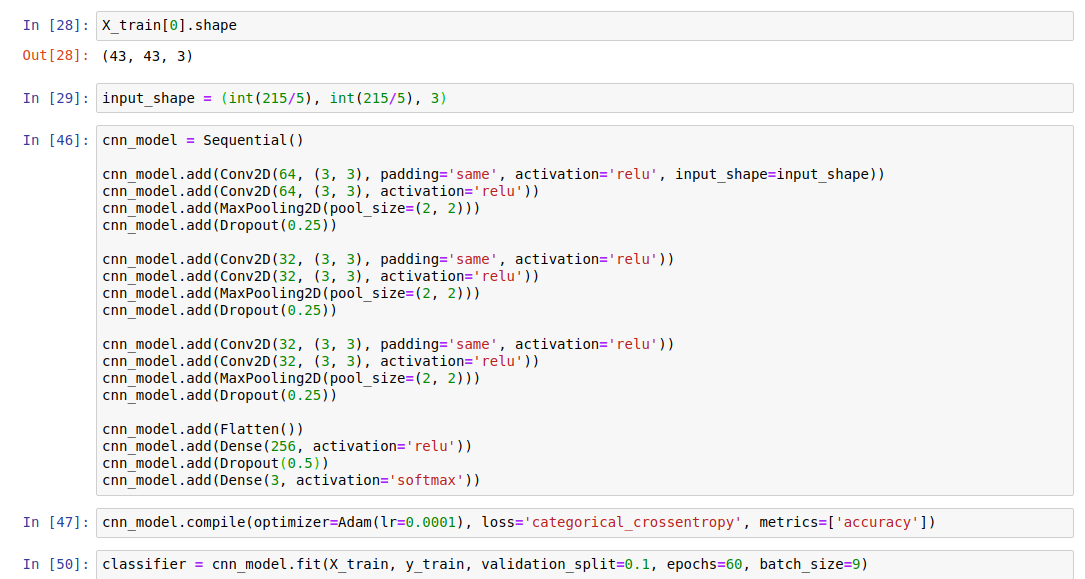 In [28]: X_train[0].shape
Out[28]: (43, 43, 3)
In [29]: input_shape = (int(215/5), int(215/5), 3)
In [46]: cnn_model = Sequential()
cnn_model.add(Conv2D(64, (3, 3), padding='same', activation='relu', input_shape=input_shape))
cnn_model.add(Conv2D(64, (3, 3), activation='relu'))
cnn_model.add(MaxPooling2D(pool_size=(2, 2)))
cnn_model.add(Dropout(0.25))
cnn_model.add(Conv2D(32, (3, 3), padding='same', activation='relu'))
cnn_model.add(Conv2D(32, (3, 3), activation='relu'))
cnn_model.add(MaxPooling2D(pool_size=(2, 2)))
cnn_model.add(Dropout(0.25))
cnn_model.add(Conv2D(32, (3, 3), padding='same', activation='relu'))
cnn_model.add(Conv2D(32, (3, 3), activation='relu'))
cnn_model.add(MaxPooling2D(pool_size=(2, 2)))
cnn_model.add(Dropout(0.25))
cnn_model.add(Flatten())
cnn_model.add(Dense(256, activation='relu'))
cnn_model.add(Dropout(0.5))
cnn_model.add(Dense(3, activation='softmax'))
In [47]: cnn_model.compile(optimizer=Adam(lr=0.0001), loss='categorical_crossentropy', metrics=['accuracy'])
In [50]: classifier = cnn_model.fit(X_train, y_train, validation_split=0.1, epochs=60, batch_size=9)